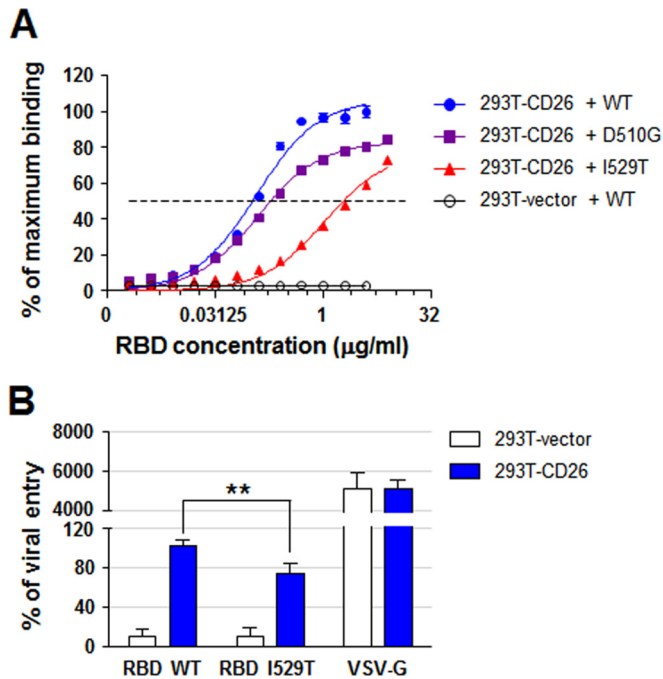 A
% of maximum binding
120
100
80
60
40
20
0
0 0.03125 1 32
RBD concentration (µg/ml)
293T-CD26 + WT
293T-CD26 + D510G
293T-CD26 + I529T
293T-vector + WT
B
% of viral entry
8000
6000
4000
120
80
40
0
**
RBD WT RBD I529T VSV-G
293T-vector
293T-CD26